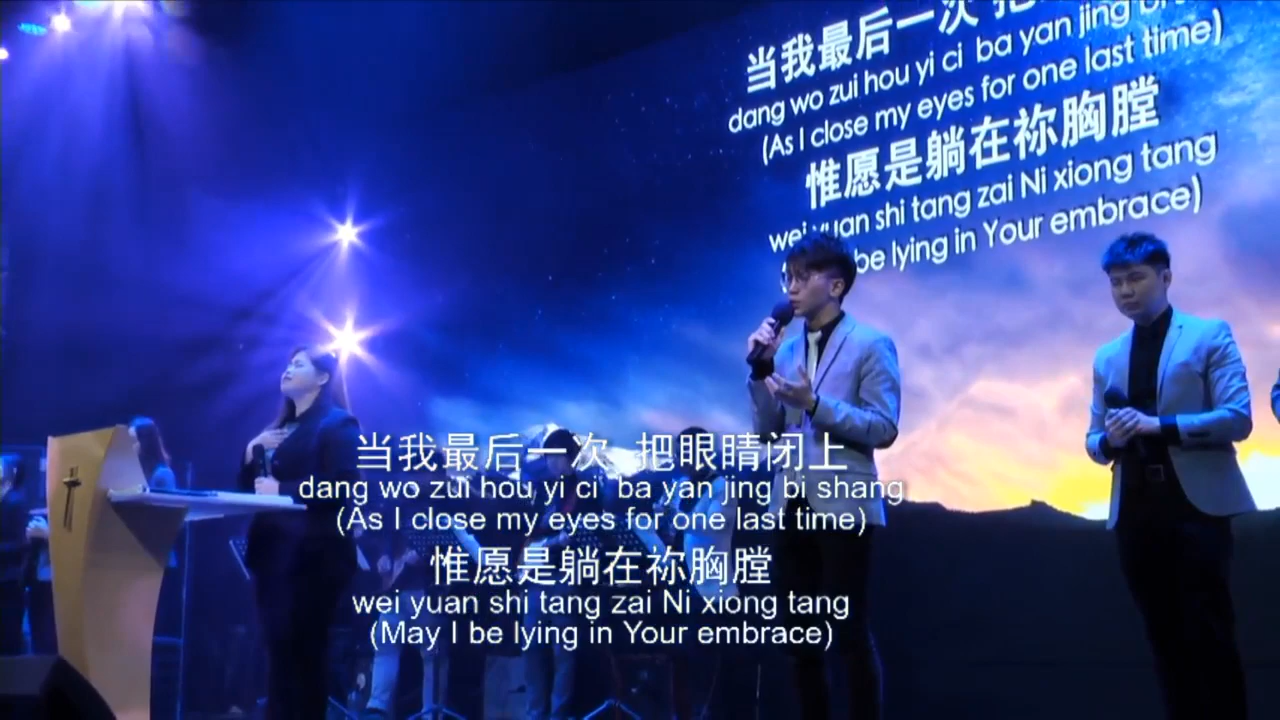 当我最后一次 把
dang wo zui hou yi ci ba yan jing bi
(As I close my eyes for one last time)
惟愿是躺在祢胸膛
wei yuan shi tang zai Ni xiong tang
be lying in Your embrace)
当我最后一次 把眼睛闭上
dang wo zui hou yi ci ba yan jing bi shang
(As I close my eyes for one last time)
惟愿是躺在祢胸膛
wei yuan shi tang zai Ni xiong tang
(May I be lying in Your embrace)